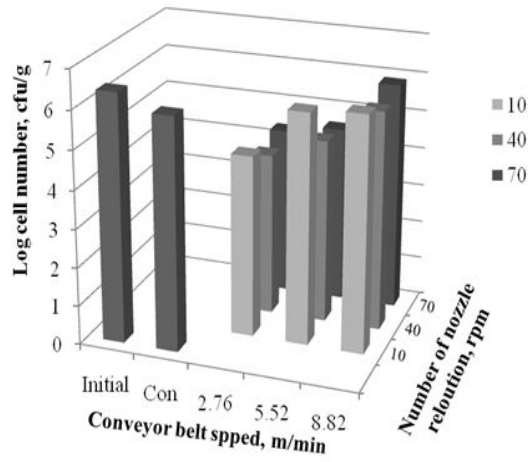 7
6
5
4
3
2
1
0
Log cell number, cfu/g
Initial
Con
2.76
5.52
8.82
Conveyor belt spped, m/min
10
40
70
Number of nozzle
reloution, rpm
10
40
70